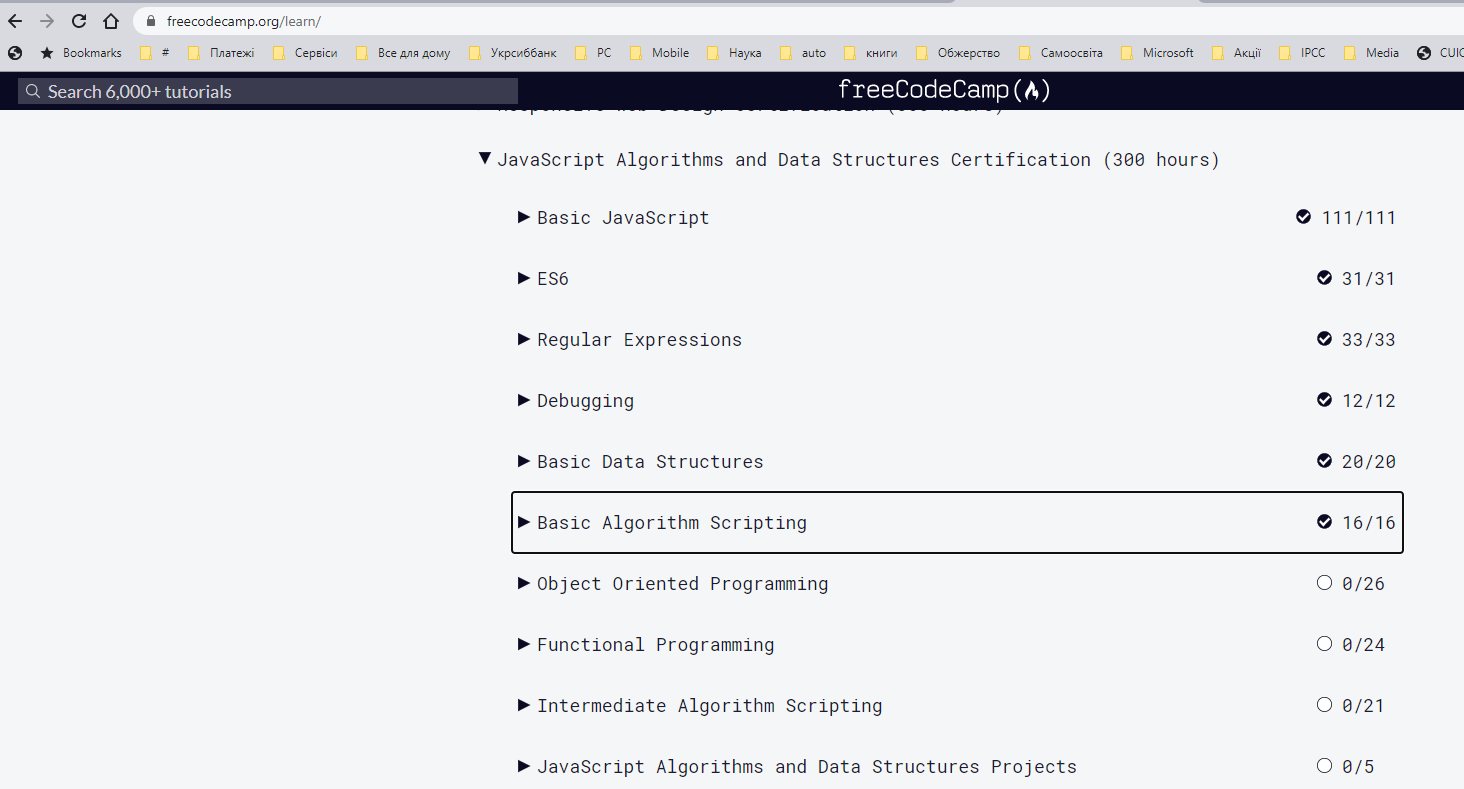 freecodecamp.org/learn/
Bookmarks # Платежі Сервіси Все для дому Укрсиббанк PC Mobile Наука auto книги Обжерство Самоосвіта Microsoft Акції IPCC Media
Search 6,000+ tutorials freeCodeCamp
JavaScript Algorithms and Data Structures Certification (300 hours)
Basic JavaScript 111/111
ES6 31/31
Regular Expressions 33/33
Debugging 12/12
Basic Data Structures 20/20
Basic Algorithm Scripting 16/16
Object Oriented Programming 0/26
Functional Programming 0/24
Intermediate Algorithm Scripting 0/21
JavaScript Algorithms and Data Structures Projects 0/5